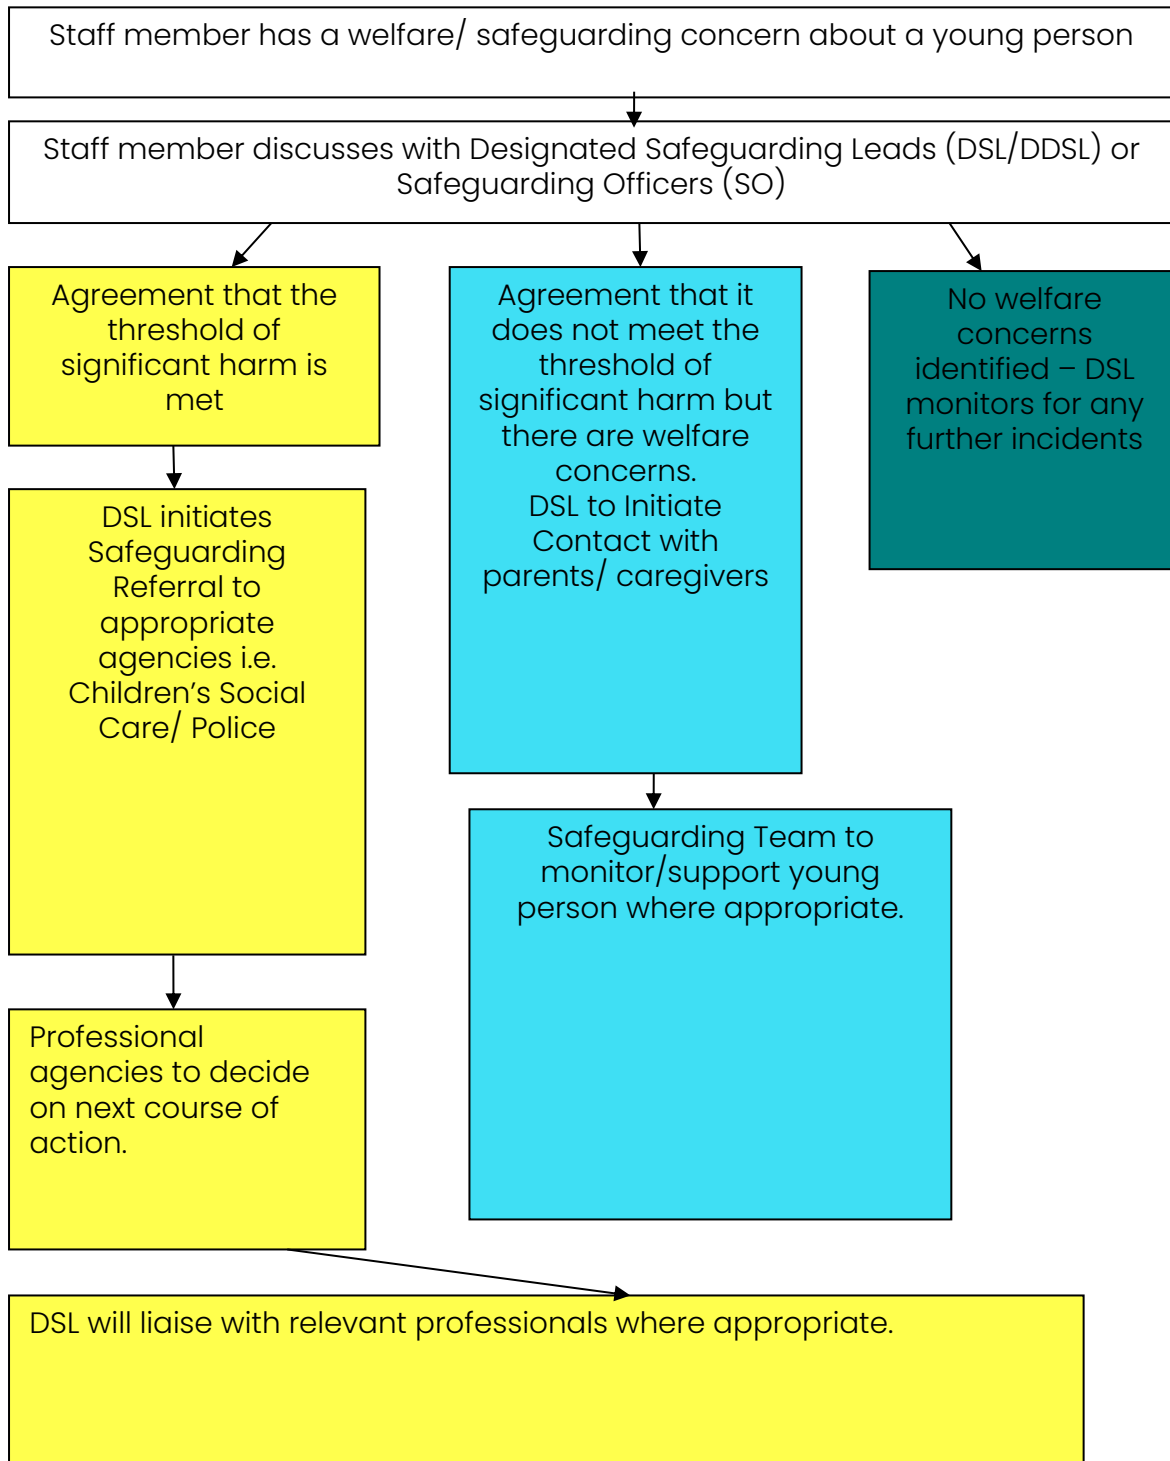 Staff member has a welfare/ safeguarding concern about a young person
Staff member discusses with Designated Safeguarding Leads (DSL/DDSL) or
Safeguarding Officers (SO)
Agreement that the
threshold of
significant harm is
met
DSL initiates
Safeguarding
Referral to
appropriate
agencies i.e.
Children’s Social
Care/ Police
Professional
agencies to decide
on next course of
action.
Agreement that it
does not meet the
threshold of
significant harm but
there are welfare
concerns.
DSL to Initiate
Contact with
parents/ caregivers
Safeguarding Team to
monitor/support young
person where appropriate.
No welfare
concerns
identified – DSL
monitors for any
further incidents
DSL will liaise with relevant professionals where appropriate.